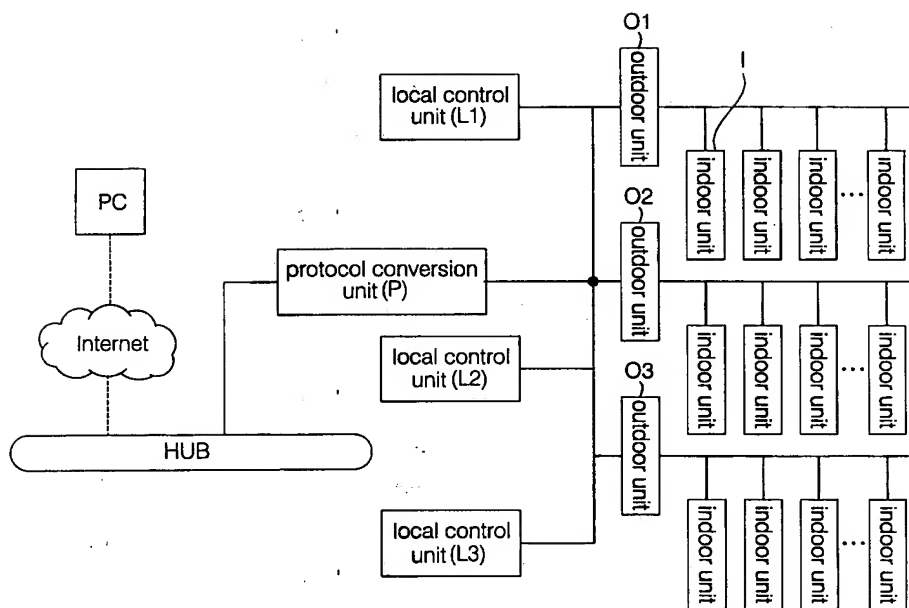 O1
I
local control
unit (L1)
outdoor unit
indoor unit
indoor unit
indoor unit
...
indoor unit
PC
O2
protocol conversion
unit (P)
outdoor unit
indoor unit
indoor unit
indoor unit
...
indoor unit
Internet
local control
unit (L2)
O3
outdoor unit
HUB
local control
unit (L3)
indoor unit
indoor unit
indoor unit
...
indoor unit